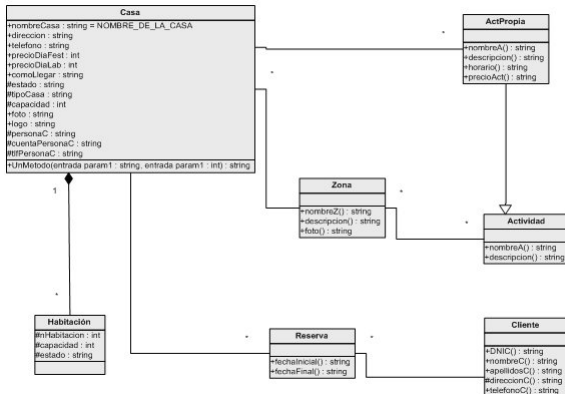 Casa
+nombreCasa : string = NOMBRE_DE_LA_CASA
+direccion : string
+telefono : string
+precioDiaFest : int
+precioDiaLab : int
+comoLlegar : string
#estado : string
#tipoCasa : string
#capacidad : int
+foto : string
+logo : string
#personaC : string
#cuentaPersonaC : string
#tlfPersonaC : string
+UnMetodo(entrada param1 : string, entrada param1 : int) : string
ActPropia
+nombreA() : string
+descripcion() : string
+horario() : string
+precioAct() : string
*
*
Zona
+nombreZ() : string
+descripcion() : string
+foto() : string
*
*
Actividad
+nombreA() : string
+descripcion() : string
1
*
Habitación
#nHabitacion : int
#capacidad : int
#estado : string
*
Reserva
+fechaInicial() : string
+fechaFinal() : string
*
Cliente
+DNIC() : string
+nombreC() : string
+apellidosC() : string
#direccionC() : string
+telefonoC() : string